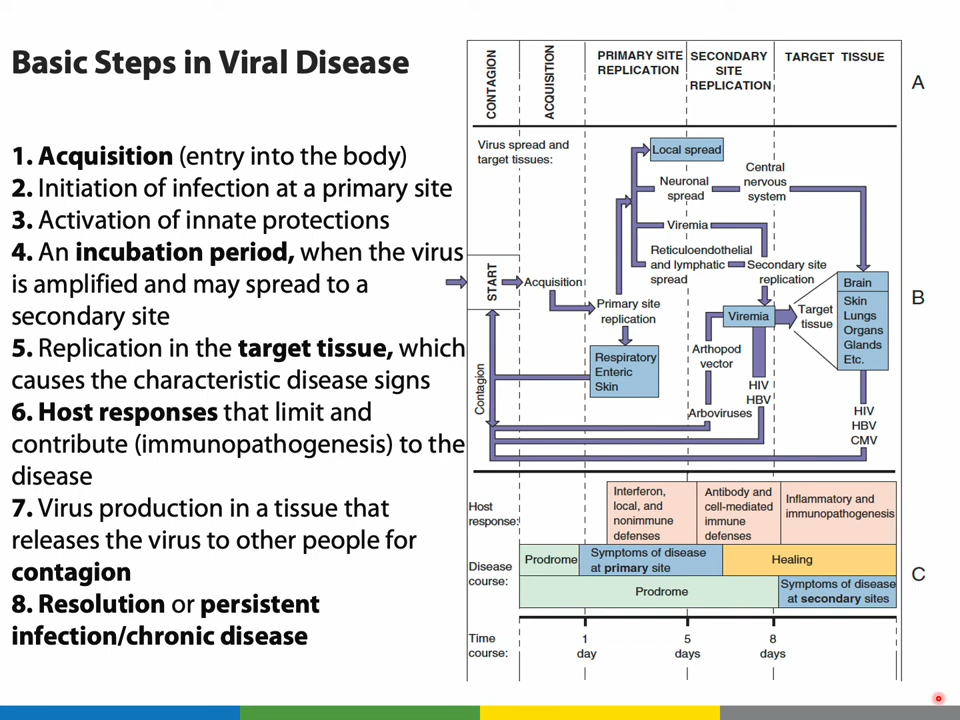 Basic Steps in Viral Disease
1. Acquisition (entry into the body)
2. Initiation of infection at a primary site
3. Activation of innate protections
4. An incubation period, when the virus
is amplified and may spread to a
secondary site
5. Replication in the target tissue, which
causes the characteristic disease signs
6. Host responses that limit and
contribute (immunopathogenesis) to the
disease
7. Virus production in a tissue that
releases the virus to other people for
contagion
8. Resolution or persistent
infection/chronic disease
CONTAGION
ACQUISITION
PRIMARY SITE
REPLICATION
SECONDARY
SITE
REPLICATION
TARGET TISSUE
A
Virus spread and
target tissues:
Local spread
Neuronal
spread
Central
nervous
system
Viremia
Reticuloendothelial
and lymphatic
spread
Secondary site
replication
START
Acquisition
Primary site
replication
Viremia
Target
tissue
Brain
Skin
Lungs
Organs
Glands
Etc.
B
Respiratory
Enteric
Skin
Arthopod
vector
Contagion
HIV
HBV
Arboviruses
HIV
HBV
CMV
Host
response:
Interferon,
local, and
nonimmune
defenses
Antibody and
cell-mediated
immune
defenses
Inflammatory and
immunopathogenesis
Disease
course:
Prodrome
Symptoms of disease
at primary site
Healing
C
Prodrome
Symptoms of disease
at secondary sites
Time
course:
1
day
5
days
8
days